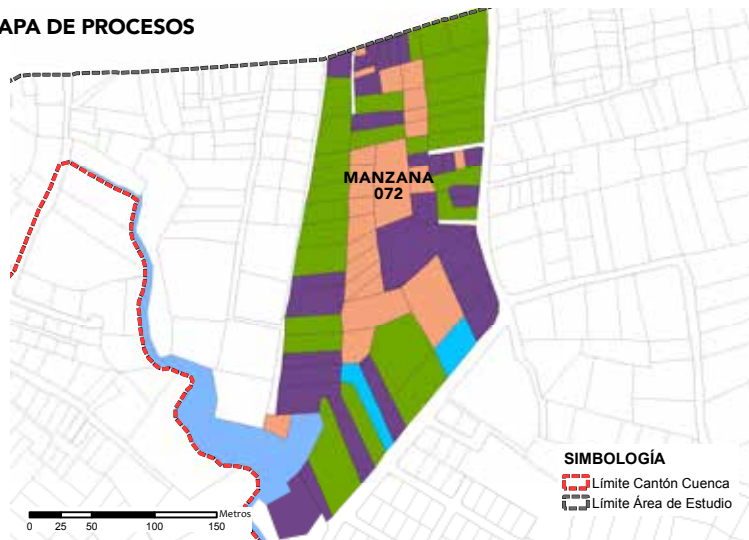 APA DE PROCESOS
MANZANA
072
SIMBOLOGÍA
Límite Cantón Cuenca
Límite Área de Estudio
Metros
0 25 50 100 150